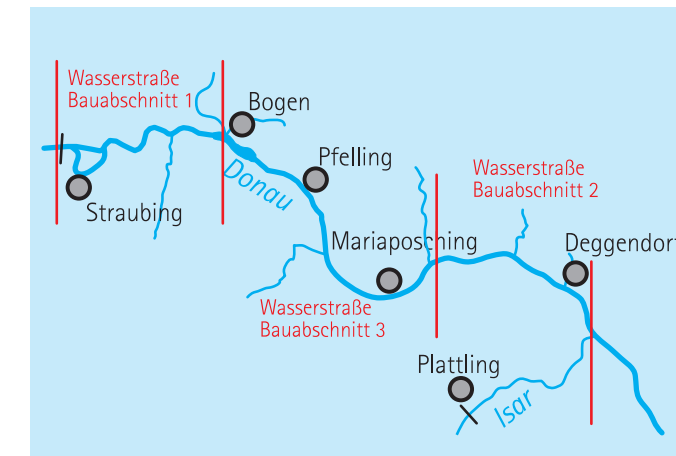 Wasserstraße
Bauabschnitt 1
Bogen
Pfelling
Donau
Straubing
Wasserstraße
Bauabschnitt 2
Mariaposching
Deggendorf
Wasserstraße
Bauabschnitt 3
Plattling
Isar